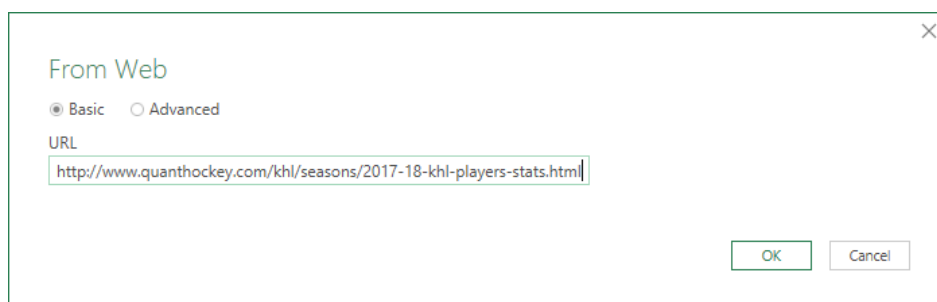 From Web
Basic Advanced
URL
http://www.quanthockey.com/khl/seasons/2017-18-khl-players-stats.html
OK Cancel